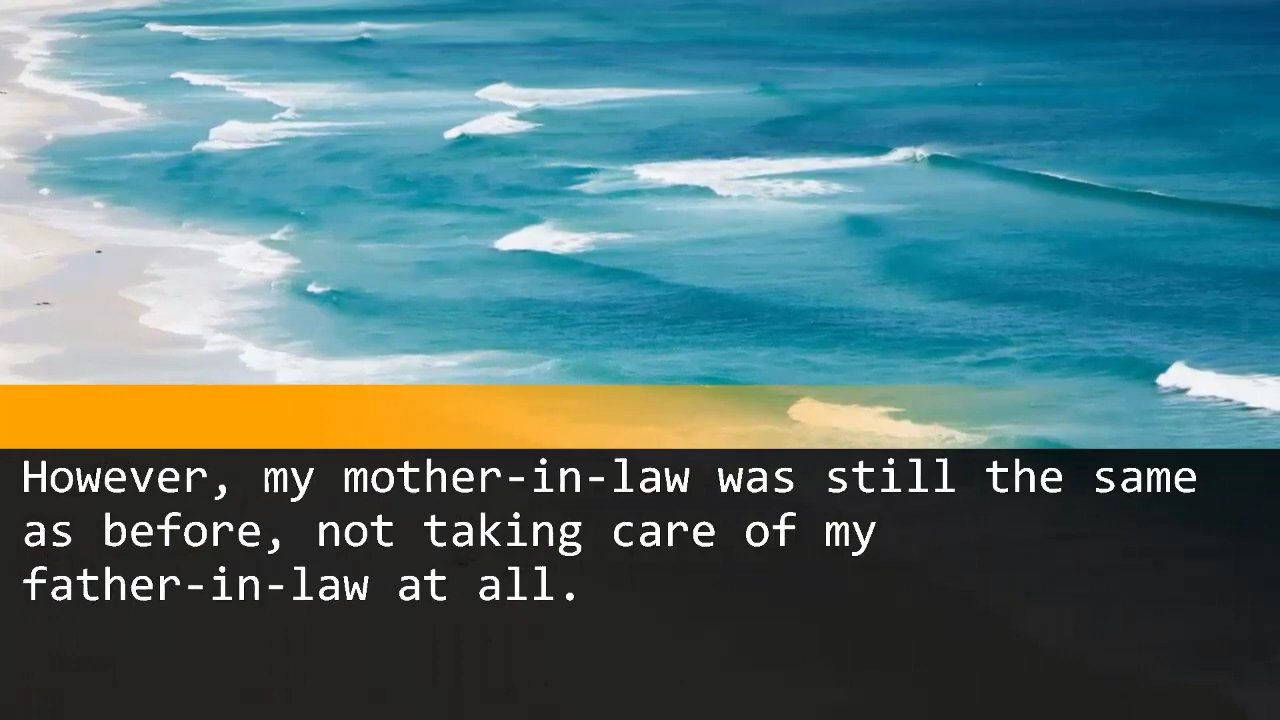 However, my mother-in-law was still the same
as before, not taking care of my
father-in-law at all.